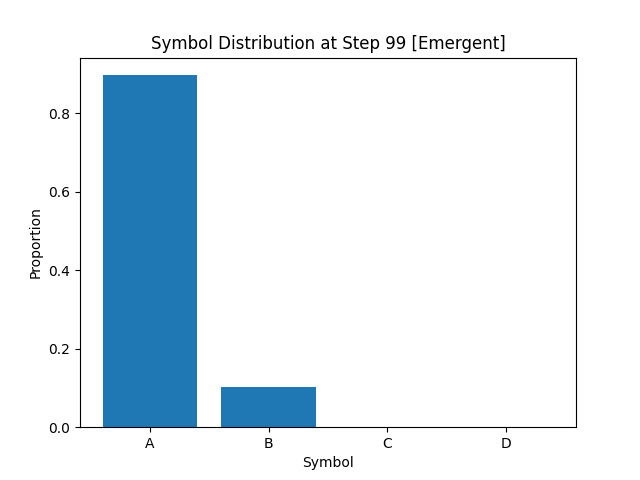 Symbol Distribution at Step 99 [Emergent]
Proportion
0.8
0.6
0.4
0.2
0.0
A B C D
Symbol